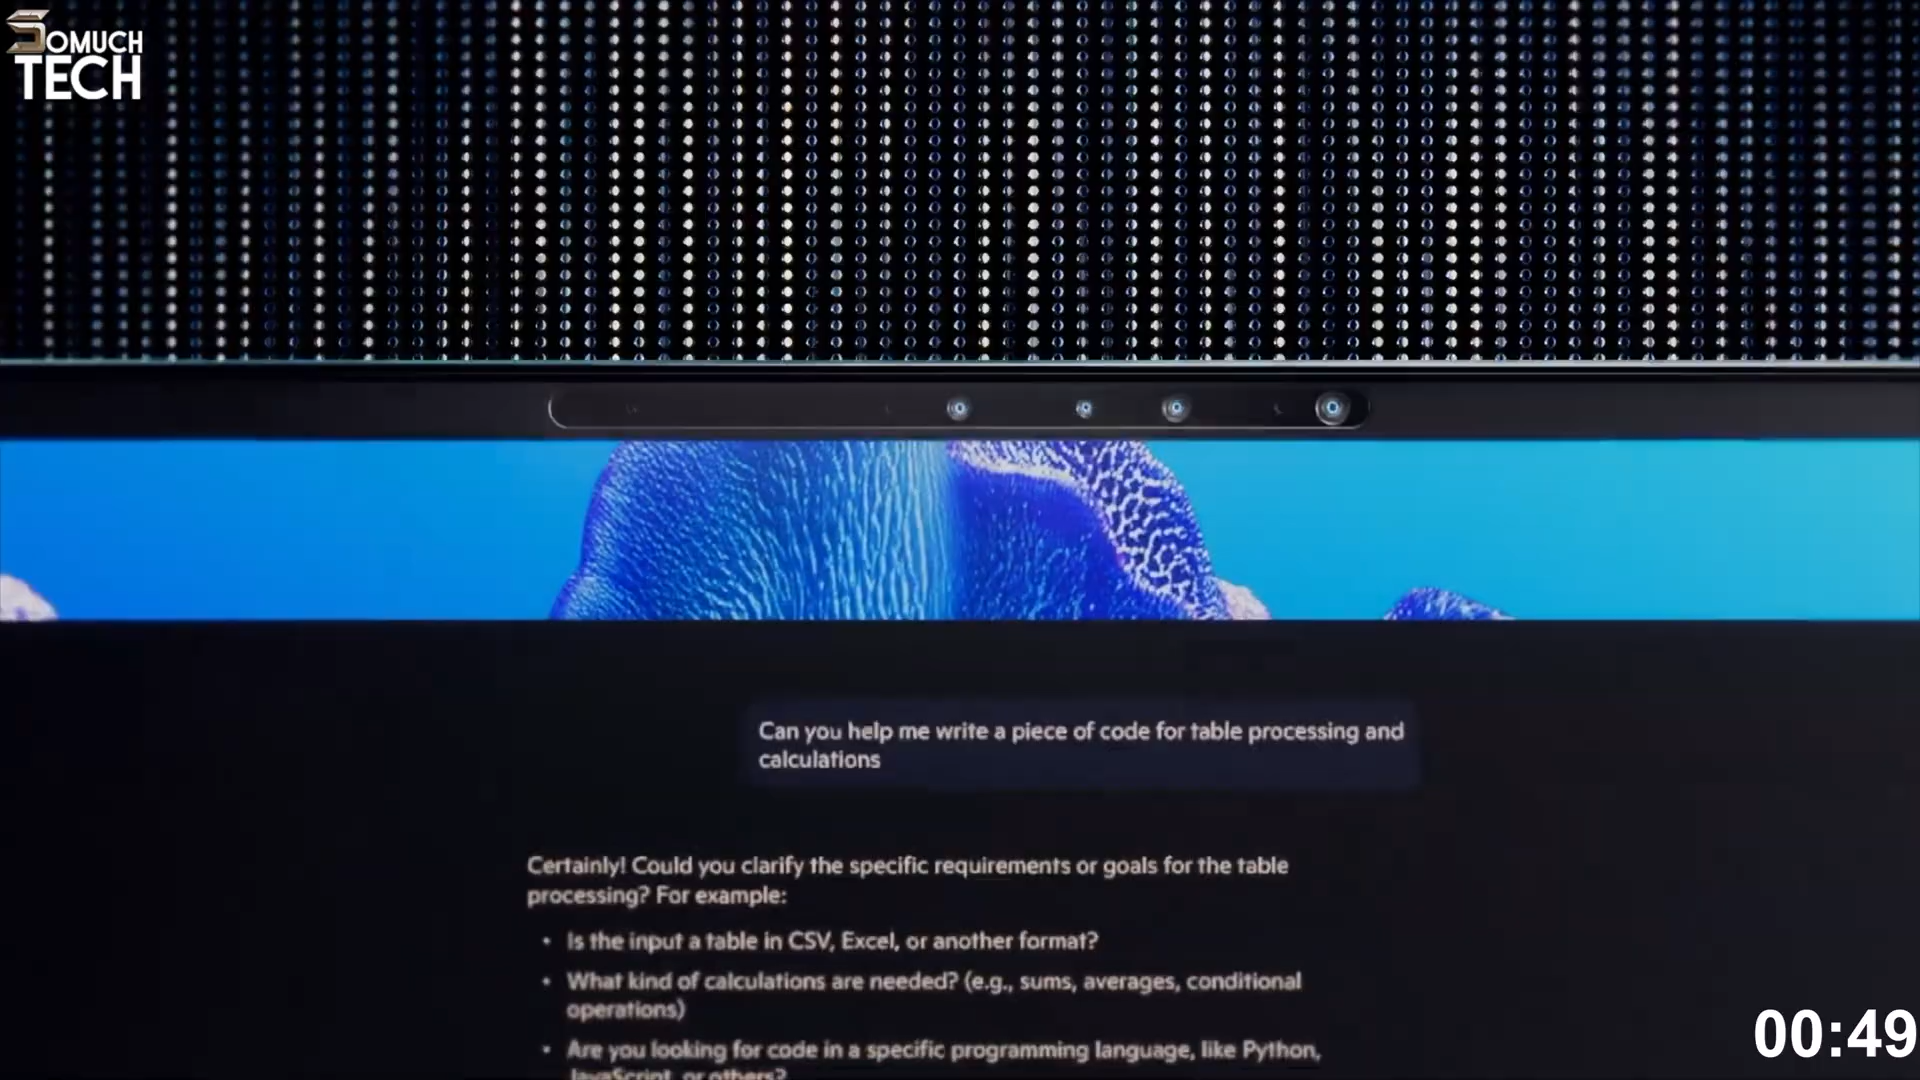 SOMUCH
TECH
Can you help me write a piece of code for table processing and
calculations
Certainly! Could you clarify the specific requirements or goals for the table
processing? For example:
• Is the input a table in CSV, Excel, or another format?
• What kind of calculations are needed? (e.g., sums, averages, conditional
operations)
• Are you looking for code in a specific programming language, like Python,
JavaScript, or others?
00:49